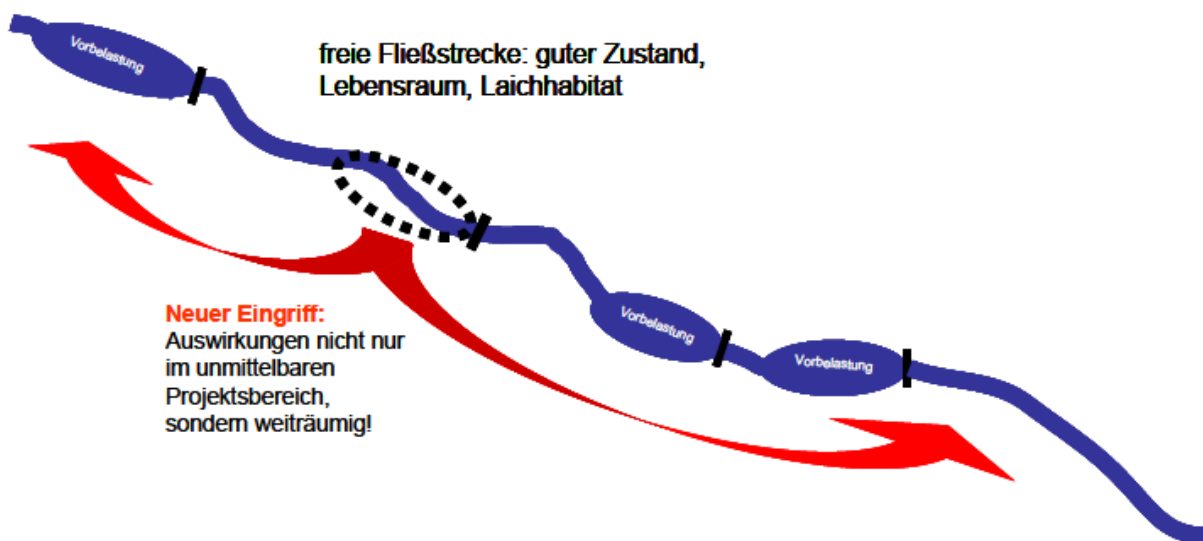 Vorbelastung
freie Fließstrecke: guter Zustand,
Lebensraum, Laichhabitat
Neuer Eingriff:
Auswirkungen nicht nur
im unmittelbaren
Projektsbereich,
sondern weiträumig!
Vorbelastung
Vorbelastung